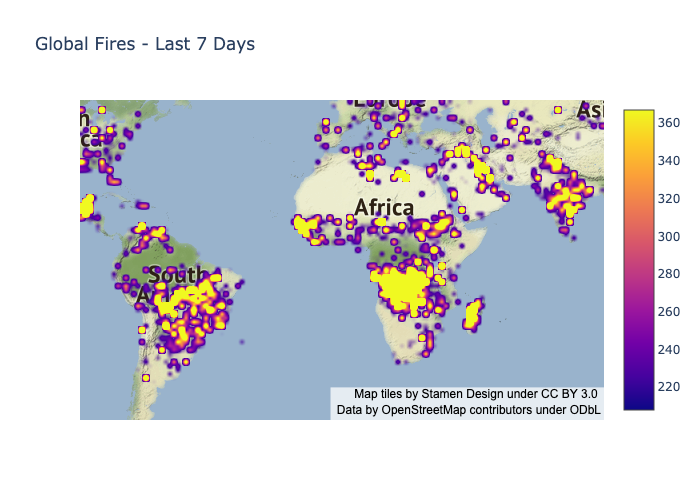 Global Fires - Last 7 Days
Europe
Asi
h
ca
Africa
South
A
360
340
320
300
280
260
240
220
Map tiles by Stamen Design under CC BY 3.0
Data by OpenStreetMap contributors under ODbL